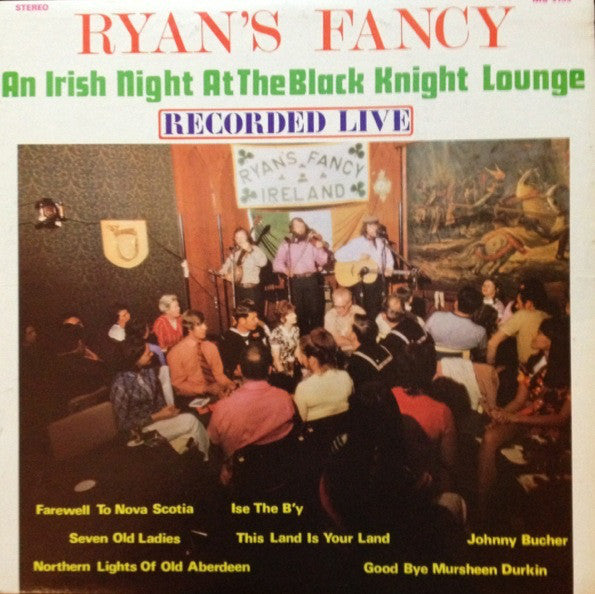 STEREO
RYAN'S FANCY
An Irish Night At The Black Knight Lounge
RECORDED LIVE
RYAN'S FANCY
IRELAND
Farewell To Nova Scotia Ise The B'y
Seven Old Ladies This Land Is Your Land Johnny Bucher
Northern Lights Of Old Aberdeen Good Bye Mursheen Durkin